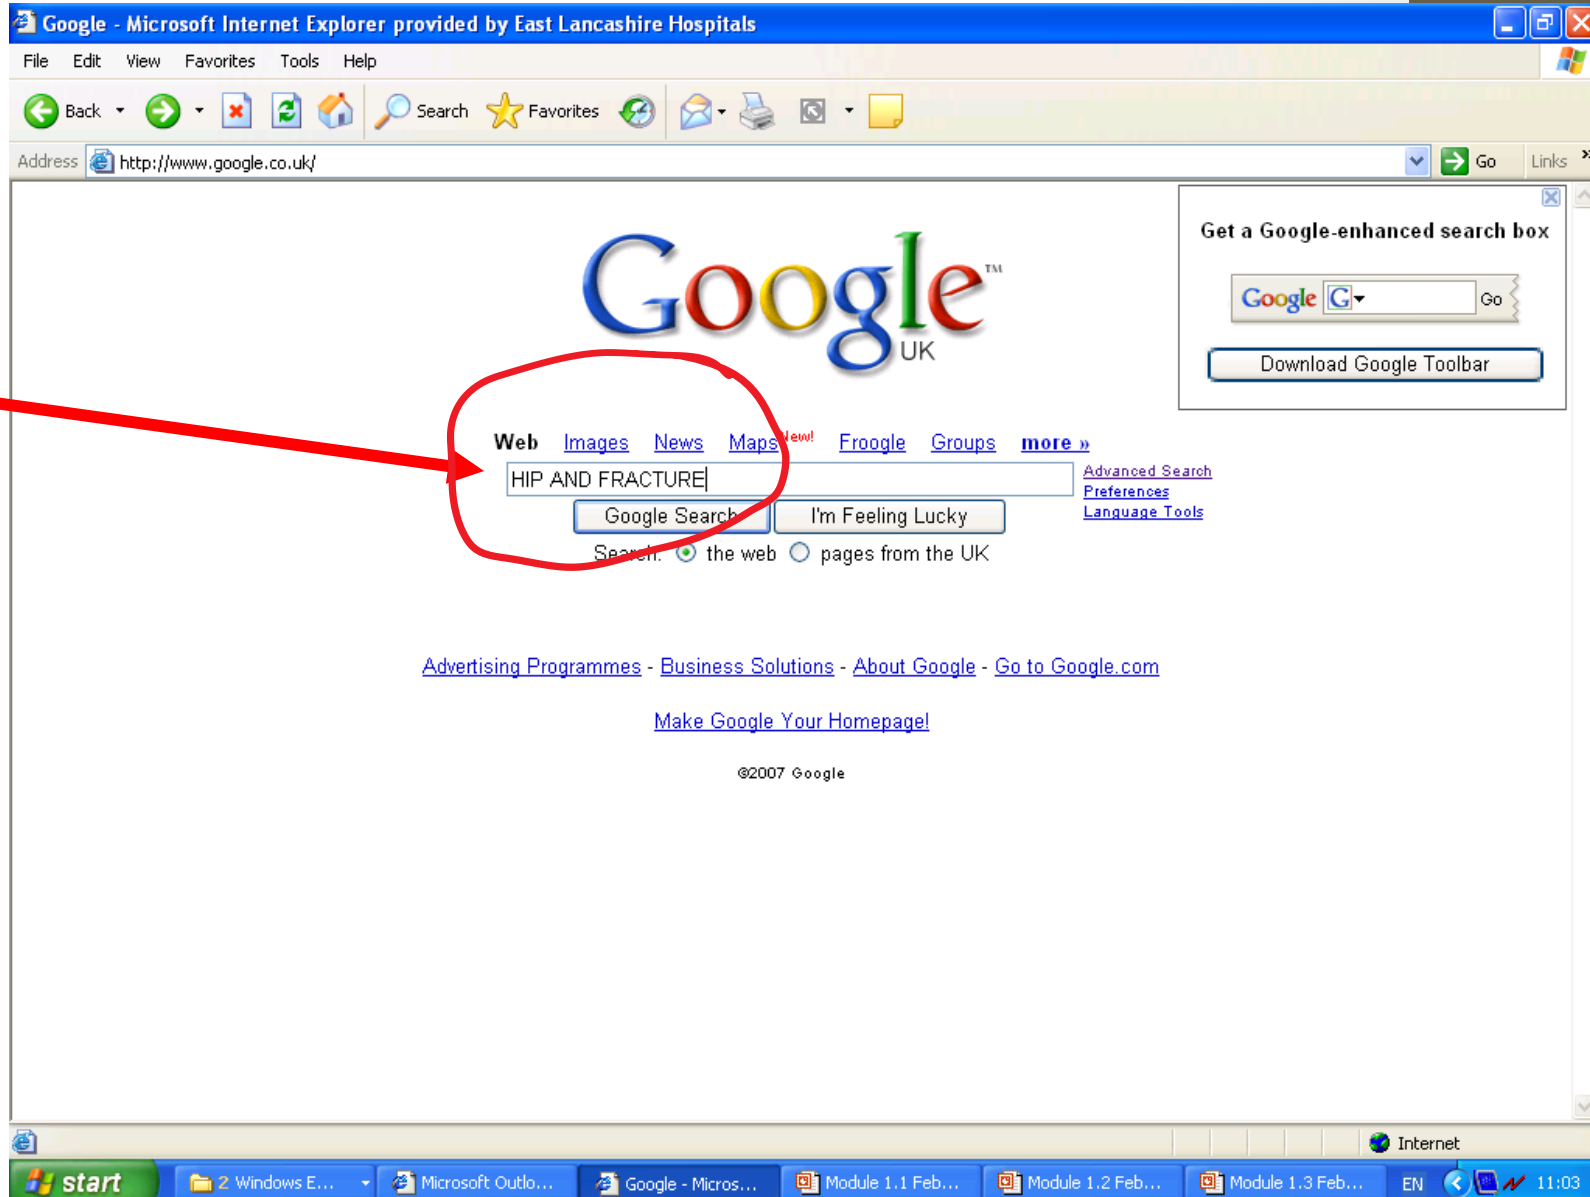 Google - Microsoft Internet Explorer provided by East Lancashire Hospitals
File Edit View Favorites Tools Help
Back Search Favorites
Address http://www.google.co.uk/ Go Links »
Get a Google-enhanced search box
Google G Go
Download Google Toolbar
Google™
UK
Web Images News Maps New! Froogle Groups more »
HIP AND FRACTURE
Advanced Search
Preferences
Language Tools
Google Search I'm Feeling Lucky
Search: the web pages from the UK
Advertising Programmes - Business Solutions - About Google - Go to Google.com
Make Google Your Homepage!
©2007 Google
Internet
start 2 Windows E... Microsoft Outlo... Google - Micros... Module 1.1 Feb... Module 1.2 Feb... Module 1.3 Feb... EN 11:03